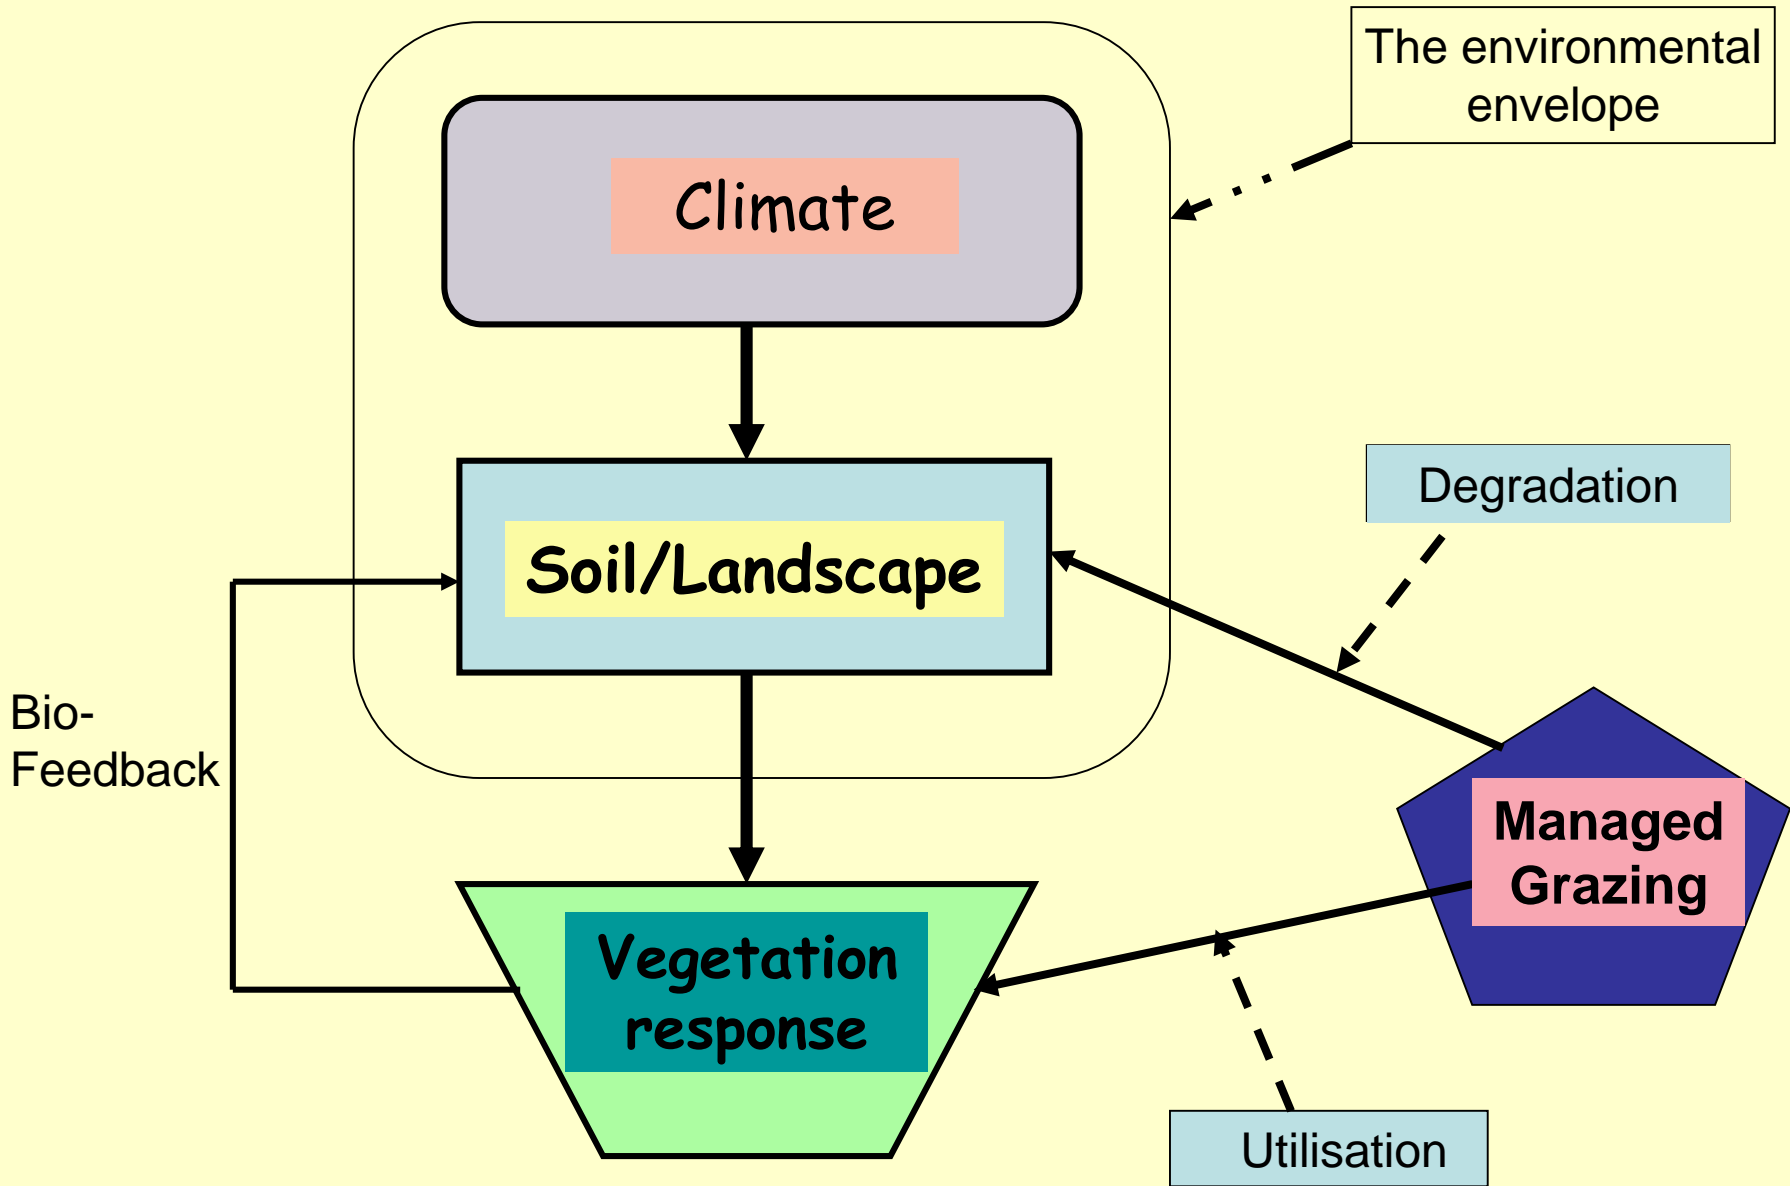 The environmental
envelope
Climate
Degradation
Soil/Landscape
Bio-
Feedback
Managed
Grazing
Vegetation
response
Utilisation